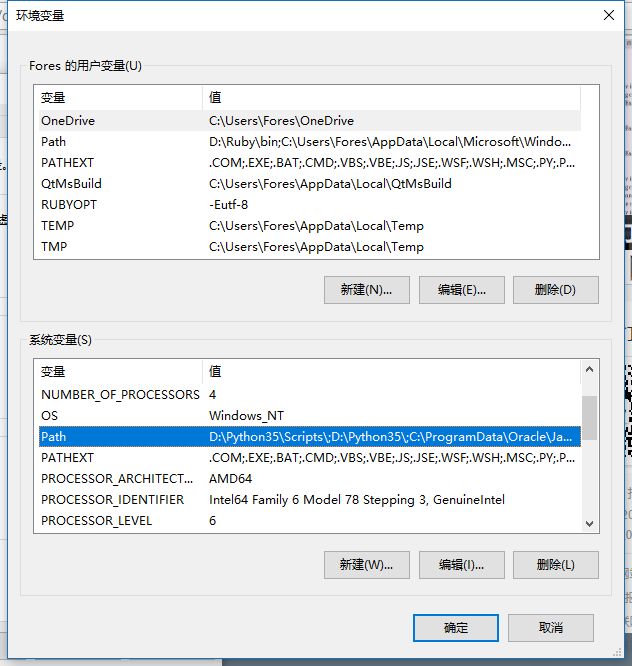 环境变量
Fores 的用户变量(U)
变量 值
OneDrive C:\Users\Fores\OneDrive
Path D:\Ruby\bin;C:\Users\Fores\AppData\Local\Microsoft\Windo...
PATHEXT .COM;.EXE;.BAT;.CMD;.VBS;.VBE;.JS;.JSE;.WSF;.WSH;.MSC;.PY;.P...
QtMsBuild C:\Users\Fores\AppData\Local\QtMsBuild
RUBYOPT -Eutf-8
TEMP C:\Users\Fores\AppData\Local\Temp
TMP C:\Users\Fores\AppData\Local\Temp
新建(N)... 编辑(E)... 删除(D)
系统变量(S)
变量 值
NUMBER_OF_PROCESSORS 4
OS Windows_NT
Path D:\Python35\Scripts\;D:\Python35\;C:\ProgramData\Oracle\Ja...
PATHEXT .COM;.EXE;.BAT;.CMD;.VBS;.VBE;.JS;.JSE;.WSF;.WSH;.MSC;.PY;.P...
PROCESSOR_ARCHITECT... AMD64
PROCESSOR_IDENTIFIER Intel64 Family 6 Model 78 Stepping 3, GenuineIntel
PROCESSOR_LEVEL 6
新建(W)... 编辑(I)... 删除(L)
确定 取消